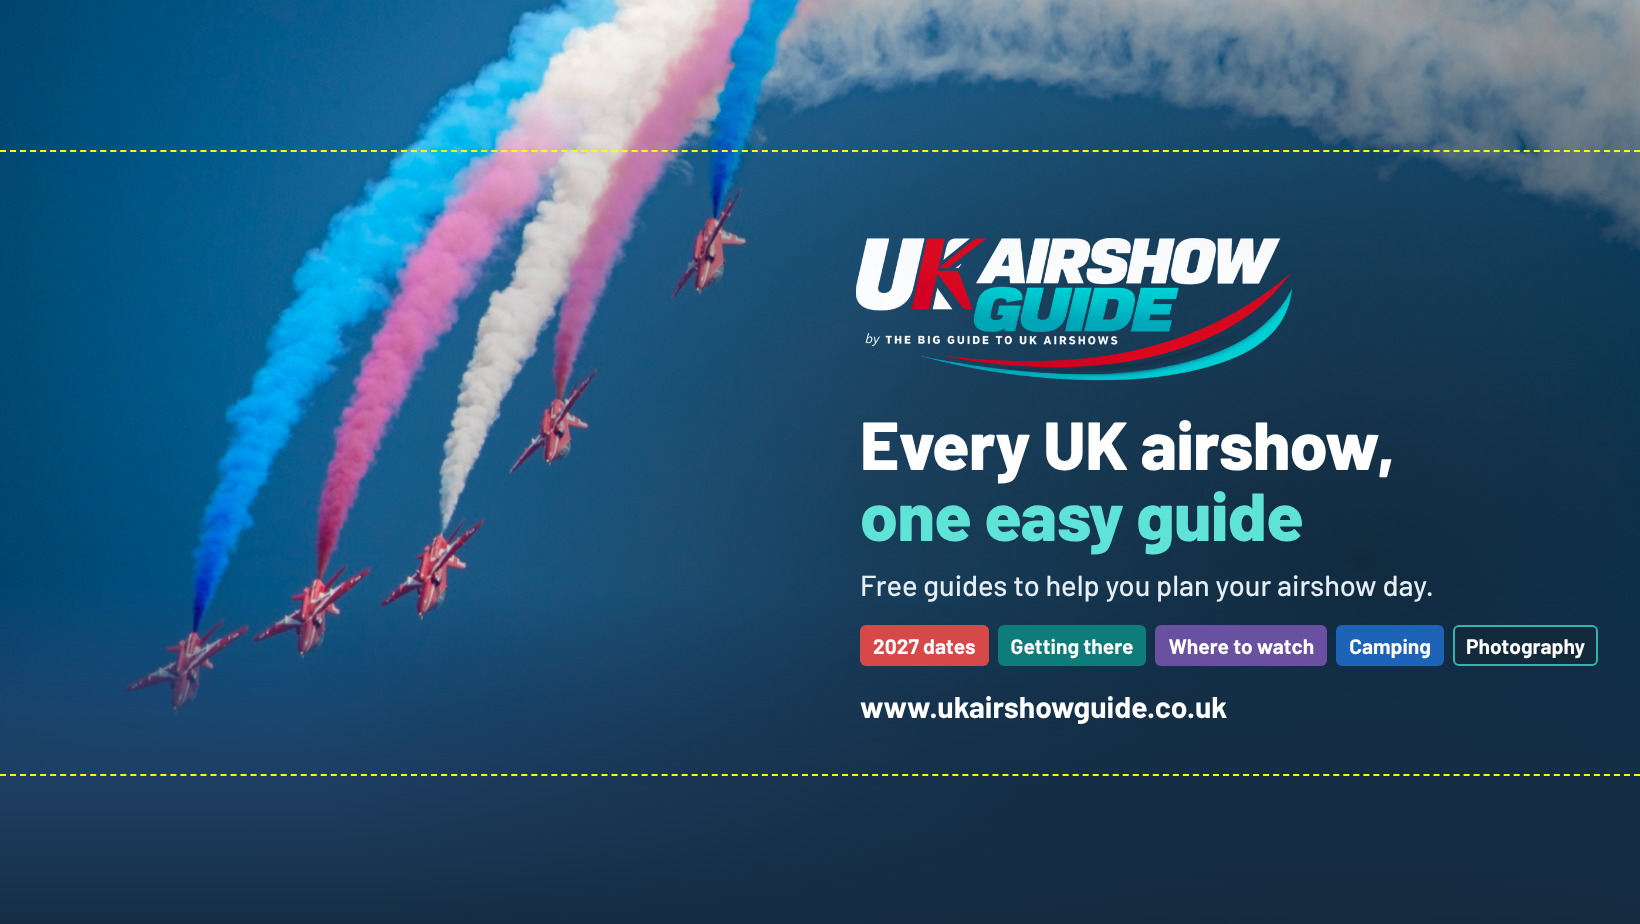 UK AIRSHOW
GUIDE
by THE BIG GUIDE TO UK AIRSHOWS
Every UK airshow,
one easy guide
Free guides to help you plan your airshow day.
2027 dates Getting there Where to watch Camping Photography
www.ukairshowguide.co.uk